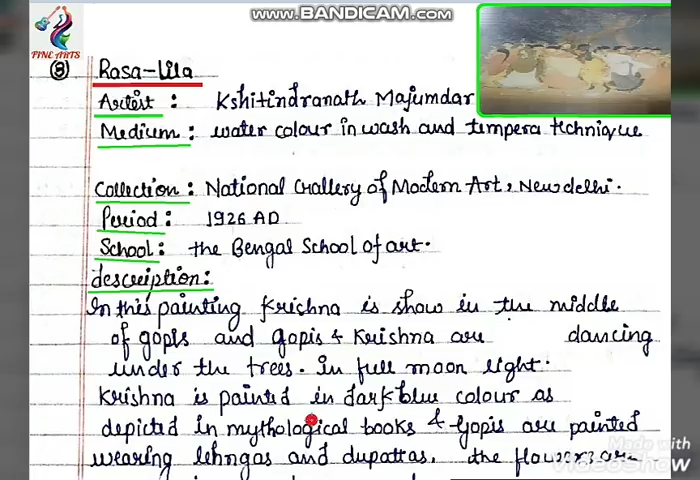 www.BANDICAM.com
FINE ARTS
⑧ Rasa-Lila
Artist : Kshitindranath Majumdar
Medium : water colour in wash and tempera technique
Collection : National Gallery of Modern Art, New delhi.
Period : 1926 AD
School : the Bengal School of art.
description :
In this painting Krishna is show in the middle
of gopis and gopis & Krishna are dancing
under the trees. in full moon light.
Krishna is painted in dark blue colour as
depicted in mythological books & Gopis are painted
wearing lehngas and dupattas. the flowers are
Made with
VideoShow